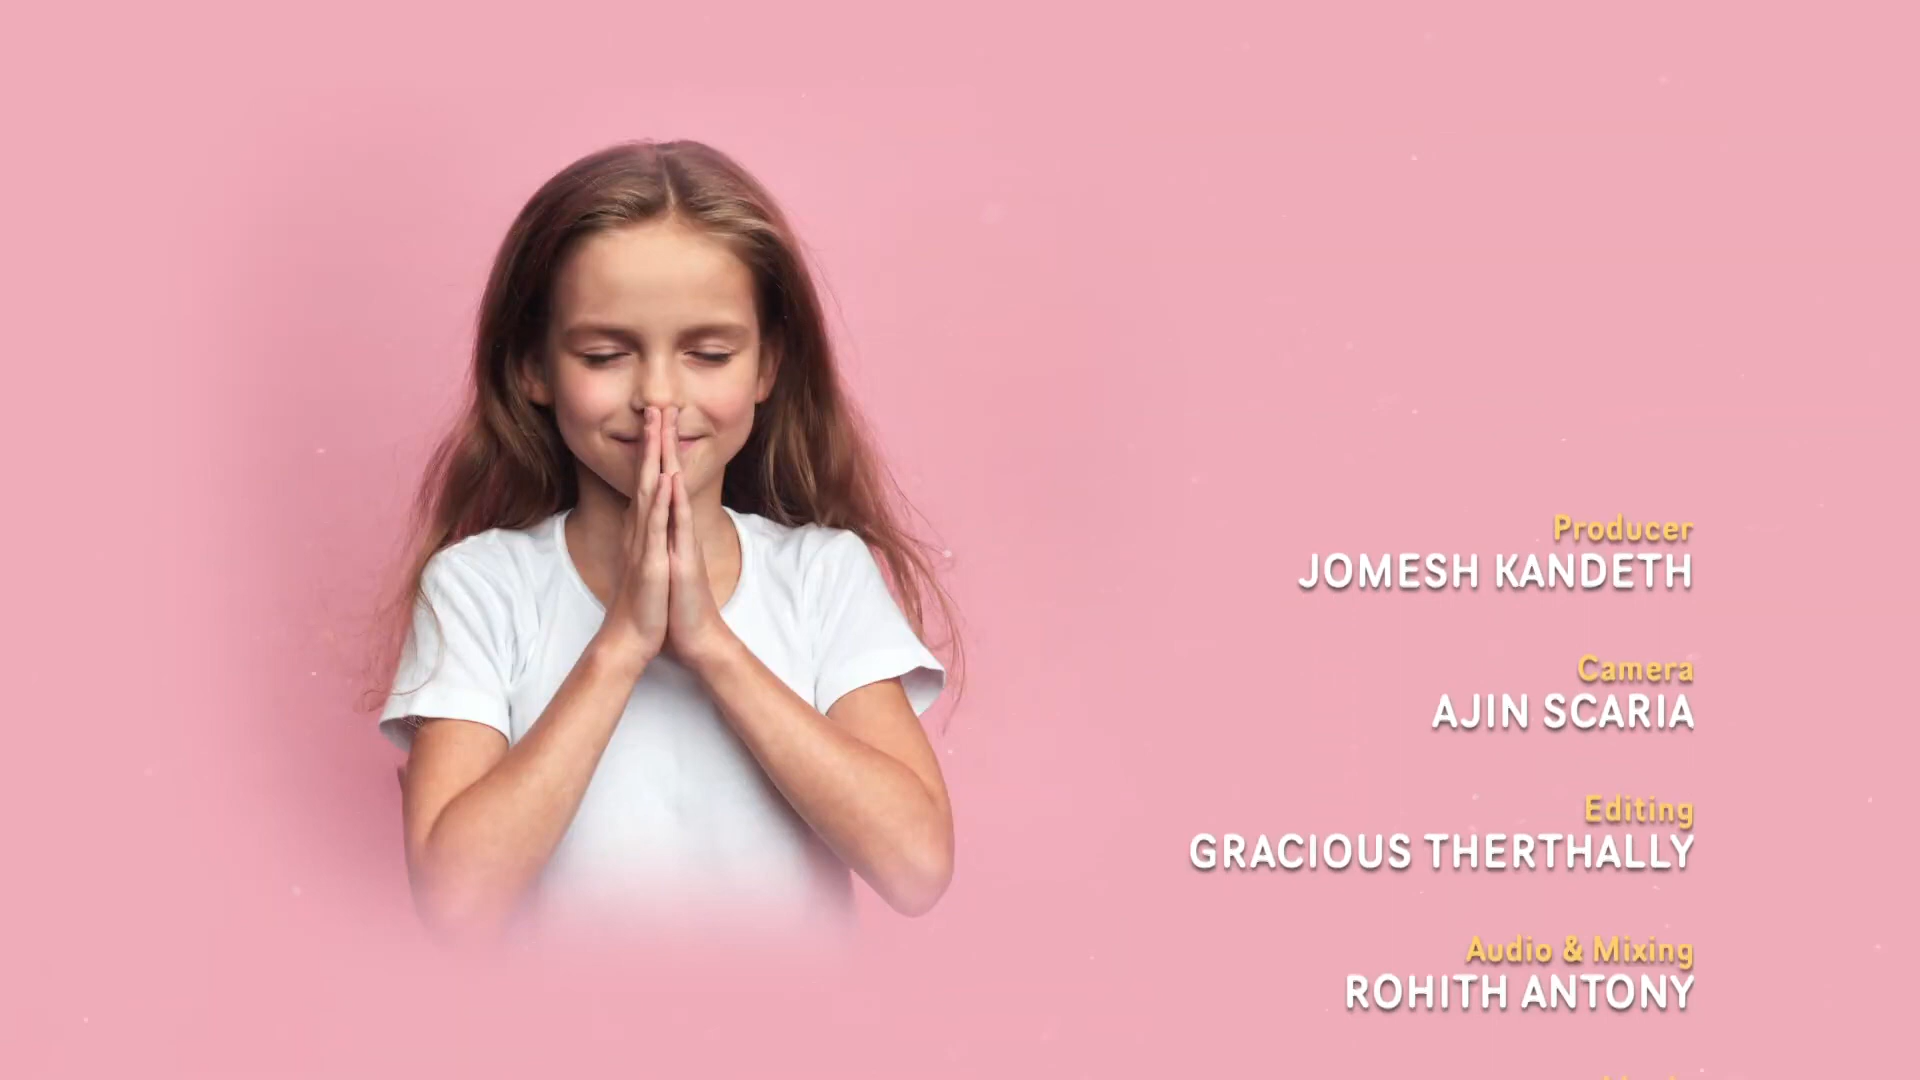 Producer
JOMESH KANDETH
Camera
AJIN SCARIA
Editing
GRACIOUS THERTHALLY
Audio & Mixing
ROHITH ANTONY